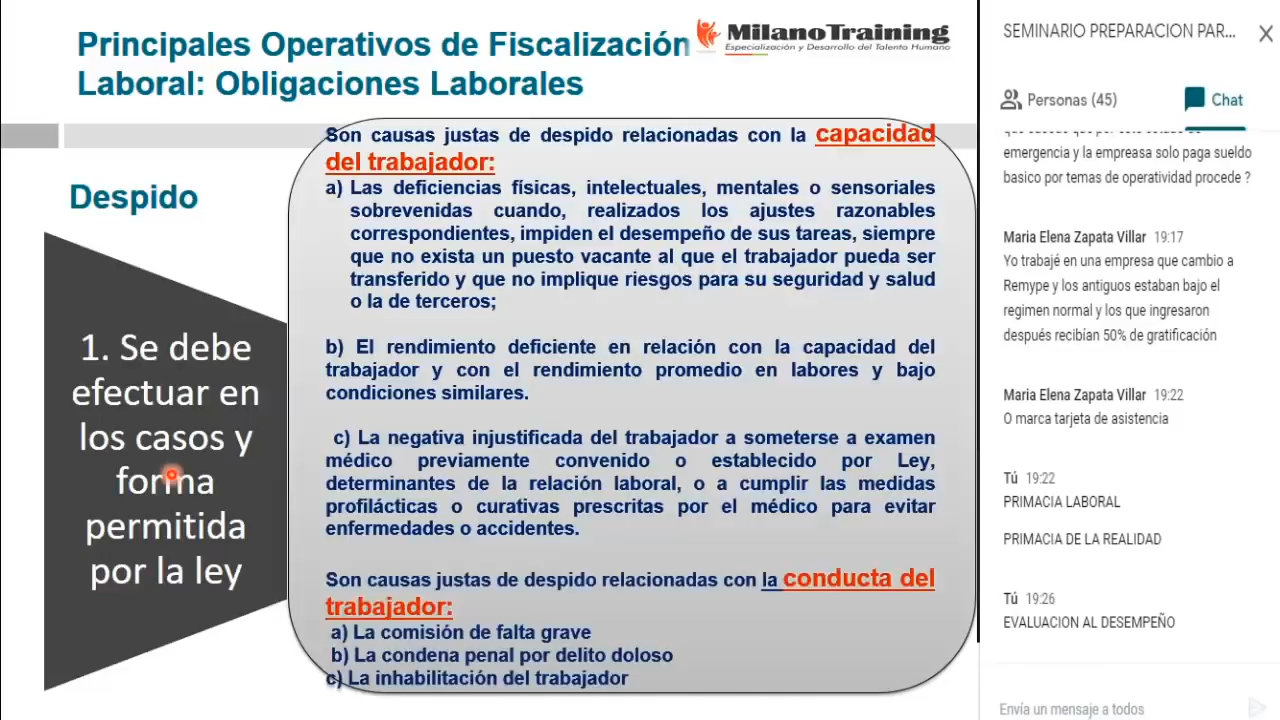 Principales Operativos de Fiscalización
Laboral: Obligaciones Laborales
MilanoTraining
Especialización y Desarrollo del Talento Humano
Despido
1. Se debe
efectuar en
los casos y
forma
permitida
por la ley
Son causas justas de despido relacionadas con la capacidad
del trabajador:
a) Las deficiencias físicas, intelectuales, mentales o sensoriales
sobrevenidas cuando, realizados los ajustes razonables
correspondientes, impiden el desempeño de sus tareas, siempre
que no exista un puesto vacante al que el trabajador pueda ser
transferido y que no implique riesgos para su seguridad y salud
o la de terceros;
b) El rendimiento deficiente en relación con la capacidad del
trabajador y con el rendimiento promedio en labores y bajo
condiciones similares.
c) La negativa injustificada del trabajador a someterse a examen
médico previamente convenido o establecido por Ley,
determinantes de la relación laboral, o a cumplir las medidas
profilácticas o curativas prescritas por el médico para evitar
enfermedades o accidentes.
Son causas justas de despido relacionadas con la conducta del
trabajador:
a) La comisión de falta grave
b) La condena penal por delito doloso
c) La inhabilitación del trabajador
SEMINARIO PREPARACION PAR...
Personas (45)
Chat
emergencia y la empreasa solo paga sueldo
basico por temas de operatividad procede ?
Maria Elena Zapata Villar 19:17
Yo trabajé en una empresa que cambio a
Remype y los antiguos estaban bajo el
regimen normal y los que ingresaron
después recibían 50% de gratificación
Maria Elena Zapata Villar 19:22
O marca tarjeta de asistencia
Tú 19:22
PRIMACIA LABORAL
PRIMACIA DE LA REALIDAD
Tú 19:26
EVALUACION AL DESEMPEÑO
Envía un mensaje a todos